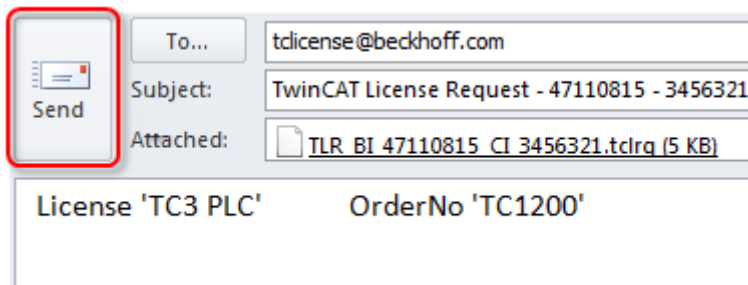 To...
tclicense@beckhoff.com
Send
Subject:
TwinCAT License Request - 47110815 - 3456321
Attached:
TLR_BI_47110815_CI_3456321.tclrq (5 KB)
License 'TC3 PLC' OrderNo 'TC1200'